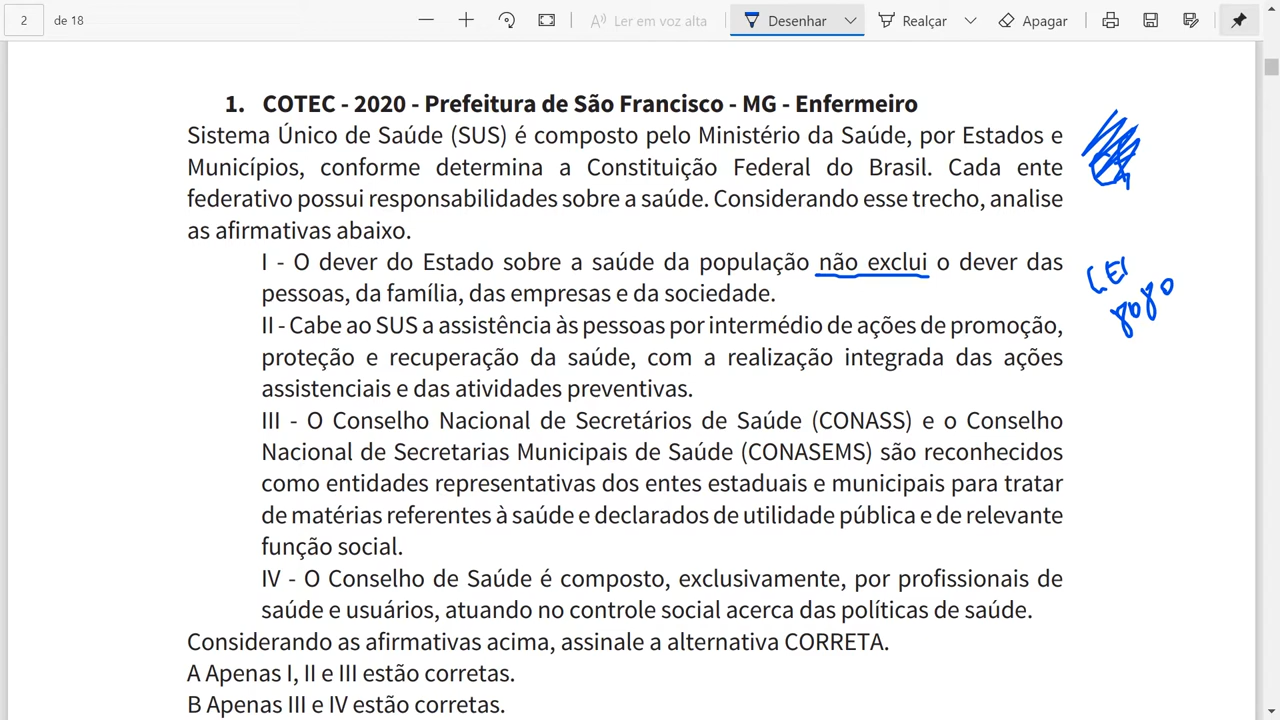 2 de 18 Ler em voz alta Desenhar Realçar Apagar
1. COTEC - 2020 - Prefeitura de São Francisco - MG - Enfermeiro
Sistema Único de Saúde (SUS) é composto pelo Ministério da Saúde, por Estados e
Municípios, conforme determina a Constituição Federal do Brasil. Cada ente
federativo possui responsabilidades sobre a saúde. Considerando esse trecho, analise
as afirmativas abaixo.
I - O dever do Estado sobre a saúde da população não exclui o dever das
pessoas, da família, das empresas e da sociedade.
LEI
8080
II - Cabe ao SUS a assistência às pessoas por intermédio de ações de promoção,
proteção e recuperação da saúde, com a realização integrada das ações
assistenciais e das atividades preventivas.
III - O Conselho Nacional de Secretários de Saúde (CONASS) e o Conselho
Nacional de Secretarias Municipais de Saúde (CONASEMS) são reconhecidos
como entidades representativas dos entes estaduais e municipais para tratar
de matérias referentes à saúde e declarados de utilidade pública e de relevante
função social.
IV - O Conselho de Saúde é composto, exclusivamente, por profissionais de
saúde e usuários, atuando no controle social acerca das políticas de saúde.
Considerando as afirmativas acima, assinale a alternativa CORRETA.
A Apenas I, II e III estão corretas.
B Apenas III e IV estão corretas.